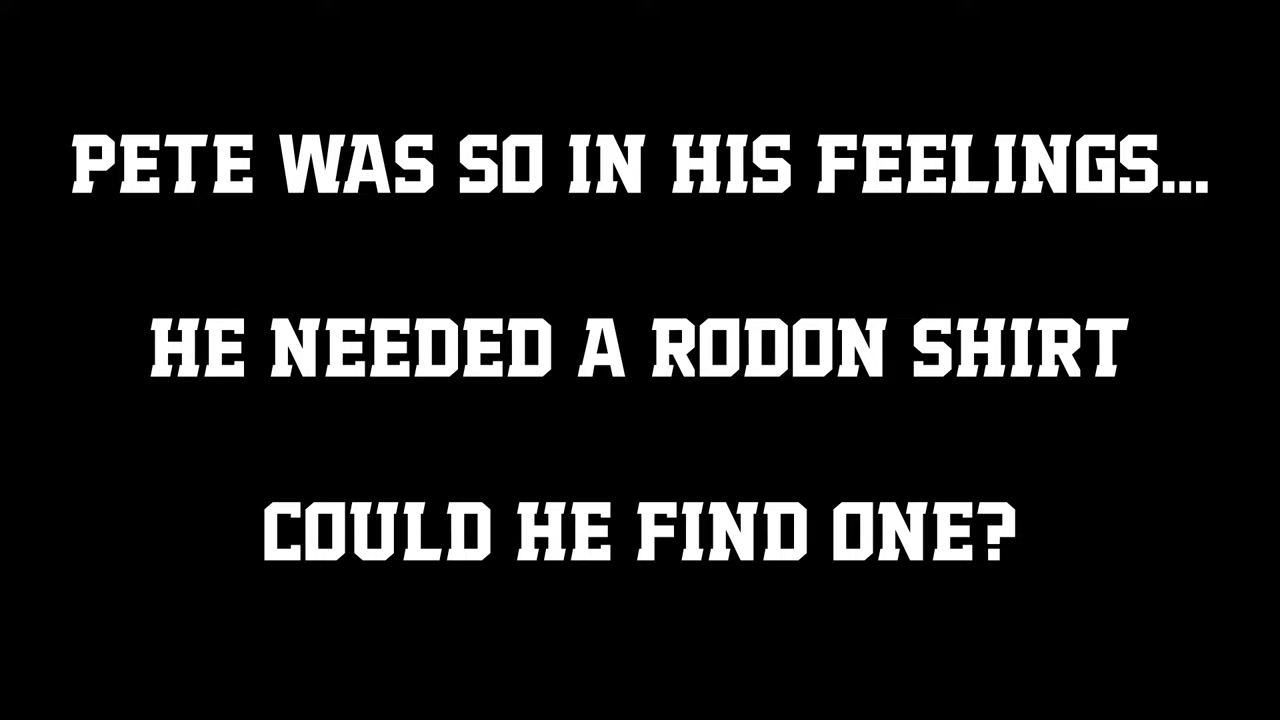 PETE WAS SO IN HIS FEELINGS...
HE NEEDED A RODON SHIRT
COULD HE FIND ONE?